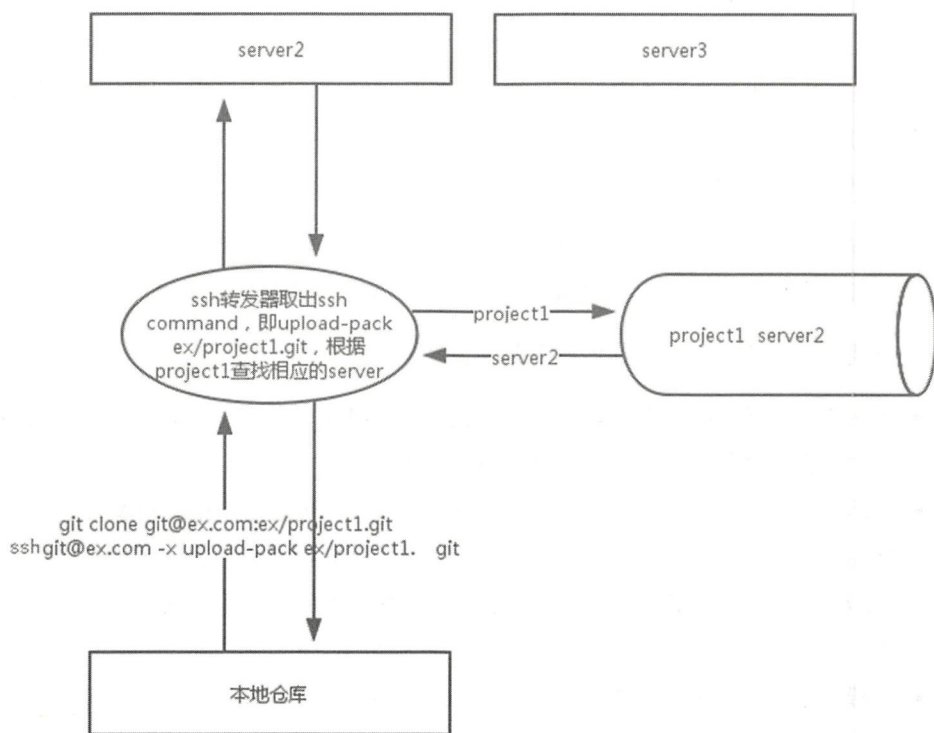 server2
server3
ssh转发器取出ssh
command，即upload-pack
ex/project1.git，根据
project1查找相应的server
project1
server2
project1 server2
git clone git@ex.com:ex/project1.git
sshgit@ex.com -x upload-pack ex/project1. git
本地仓库